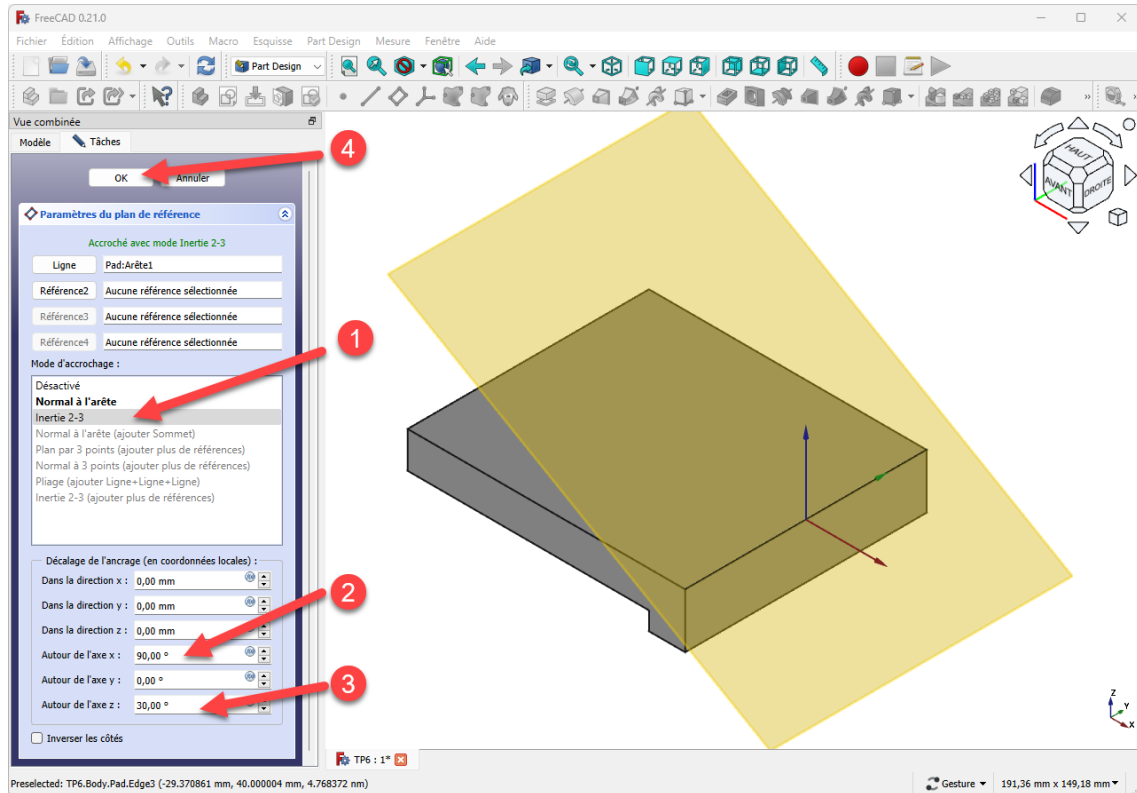 FreeCAD 0.21.0
Fichier Édition Affichage Outils Macro Esquisse Part Design Mesure Fenêtre Aide
Part Design
Vue combinée
Modèle Tâches
4
OK Annuler
HAUT
AVANT DROITE
Paramètres du plan de référence
Accroché avec mode Inertie 2-3
Ligne Pad:Arête1
Référence2 Aucune référence sélectionnée
Référence3 Aucune référence sélectionnée
Référence4 Aucune référence sélectionnée
1
Mode d'accrochage :
Désactivé
Normal à l'arête
Inertie 2-3
Normal à l'arête (ajouter Sommet)
Plan par 3 points (ajouter plus de références)
Normal à 3 points (ajouter plus de références)
Pliage (ajouter Ligne+Ligne+Ligne)
Inertie 2-3 (ajouter plus de références)
Décalage de l'ancrage (en coordonnées locales) :
Dans la direction x : 0,00 mm
2
Dans la direction y : 0,00 mm
Dans la direction z : 0,00 mm
Autour de l'axe x : 90,00 °
Autour de l'axe y : 0,00 °
3
Autour de l'axe z : 30,00 °
Inverser les côtés
Z
Y
X
TP6 : 1*
Preselected: TP6.Body.Pad.Edge3 (-29.370861 mm, 40.000004 mm, 4.768372 nm)
Gesture 191,36 mm x 149,18 mm